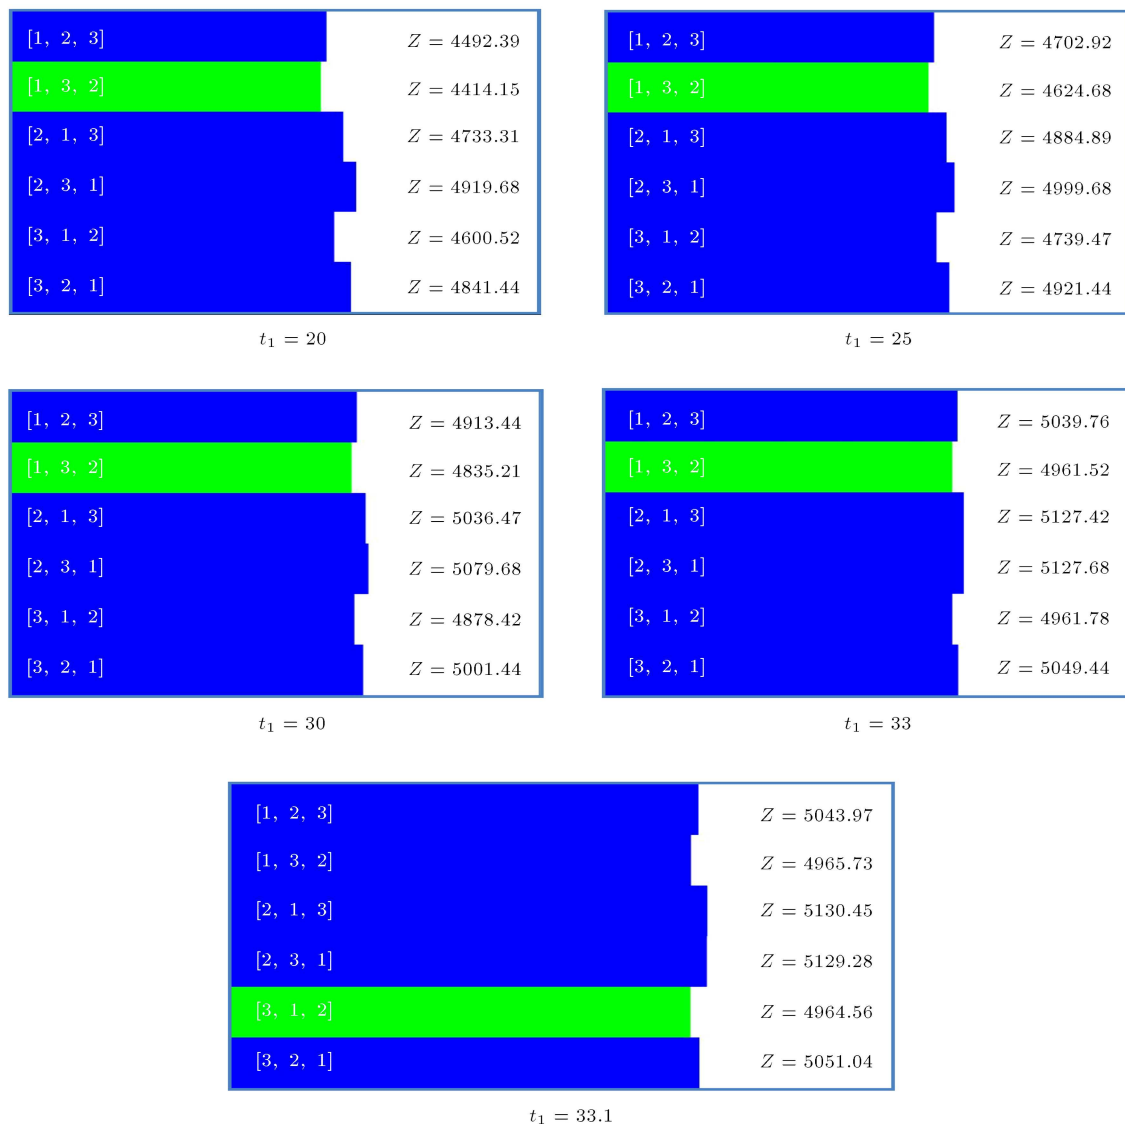 [1, 2, 3] Z = 4492.39
[1, 3, 2] Z = 4414.15
[2, 1, 3] Z = 4733.31
[2, 3, 1] Z = 4919.68
[3, 1, 2] Z = 4600.52
[3, 2, 1] Z = 4841.44
t₁ = 20
[1, 2, 3] Z = 4702.92
[1, 3, 2] Z = 4624.68
[2, 1, 3] Z = 4884.89
[2, 3, 1] Z = 4999.68
[3, 1, 2] Z = 4739.47
[3, 2, 1] Z = 4921.44
t₁ = 25
[1, 2, 3] Z = 4913.44
[1, 3, 2] Z = 4835.21
[2, 1, 3] Z = 5036.47
[2, 3, 1] Z = 5079.68
[3, 1, 2] Z = 4878.42
[3, 2, 1] Z = 5001.44
t₁ = 30
[1, 2, 3] Z = 5039.76
[1, 3, 2] Z = 4961.52
[2, 1, 3] Z = 5127.42
[2, 3, 1] Z = 5127.68
[3, 1, 2] Z = 4961.78
[3, 2, 1] Z = 5049.44
t₁ = 33
[1, 2, 3] Z = 5043.97
[1, 3, 2] Z = 4965.73
[2, 1, 3] Z = 5130.45
[2, 3, 1] Z = 5129.28
[3, 1, 2] Z = 4964.56
[3, 2, 1] Z = 5051.04
t₁ = 33.1